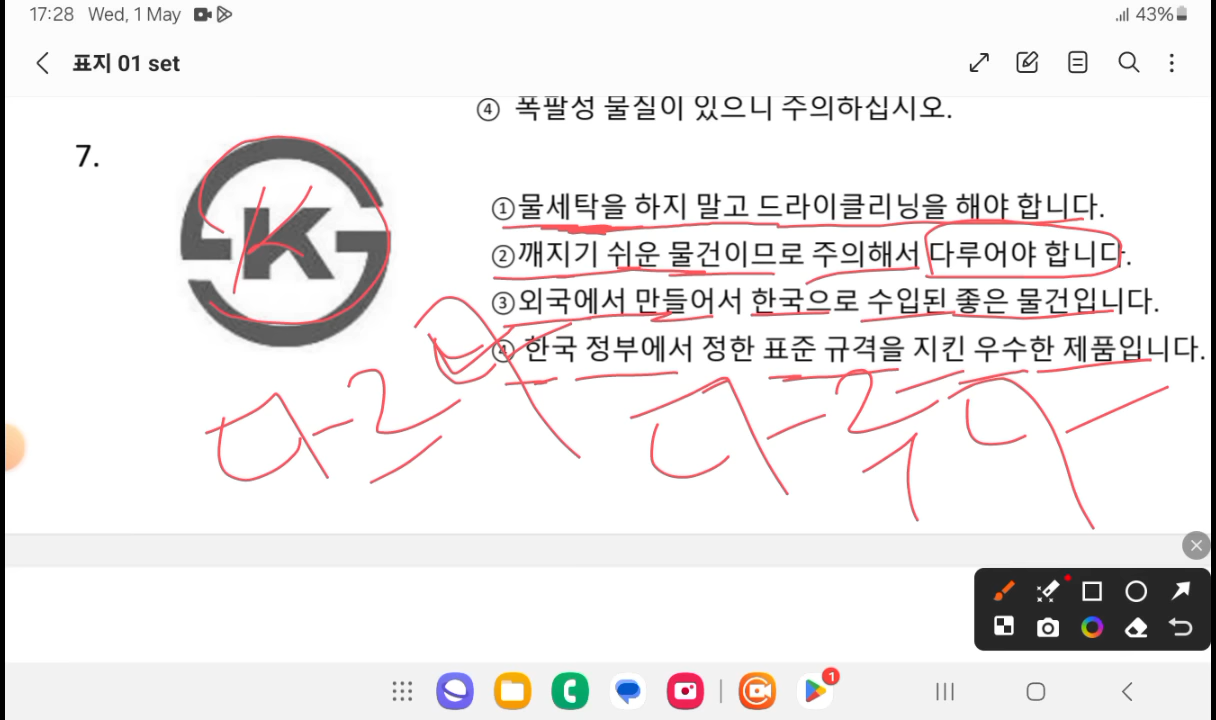 17:28 Wed, 1 May
43%
표지 01 set
④ 폭팔성 물질이 있으니 주의하십시오.
7.
K
①물세탁을 하지 말고 드라이클리닝을 해야 합니다.
②깨지기 쉬운 물건이므로 주의해서 다루어야 합니다.
③외국에서 만들어서 한국으로 수입된 좋은 물건입니다.
④ 한국 정부에서 정한 표준 규격을 지킨 우수한 제품입니다.
1